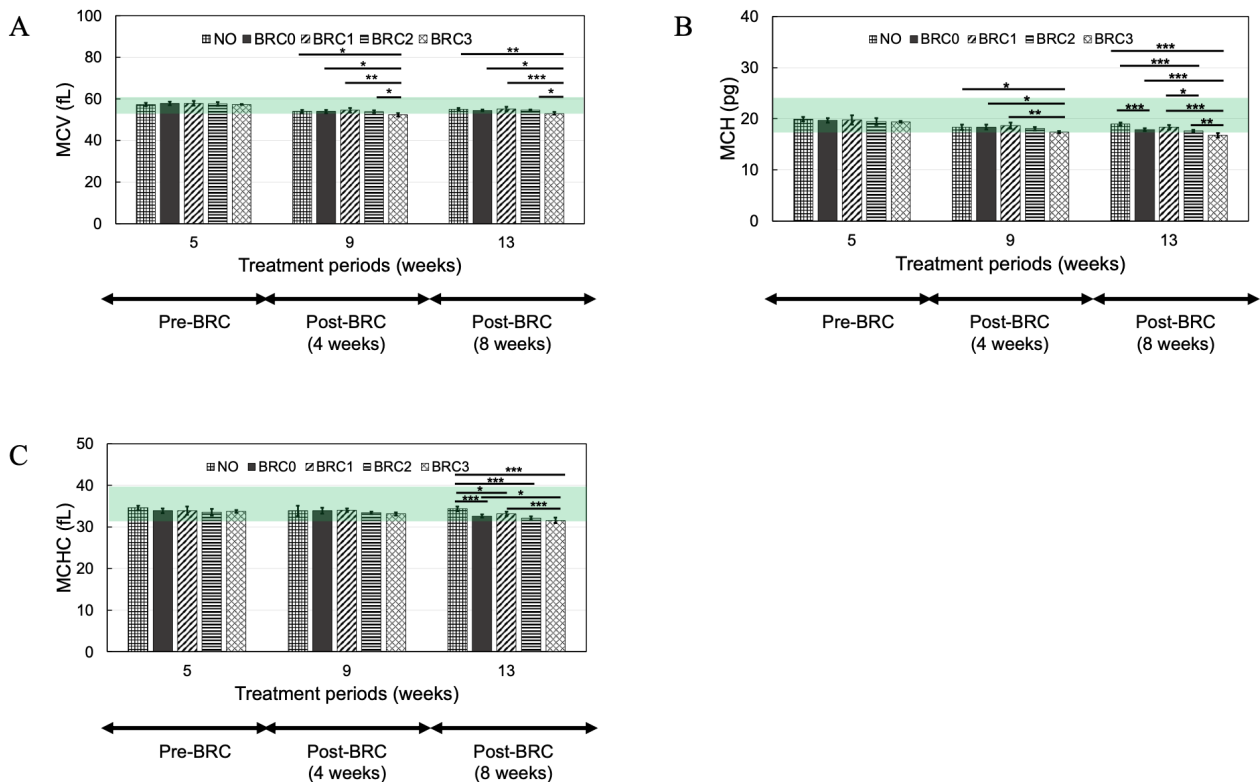 A
MCV (fL)
100
80
60
40
20
0
NO BRC0 BRC1 BRC2 BRC3
*
*
**
*
**
*
***
*
5 9 13
Treatment periods (weeks)
Pre-BRC
Post-BRC
(4 weeks)
Post-BRC
(8 weeks)
B
MCH (pg)
40
30
20
10
0
NO BRC0 BRC1 BRC2 BRC3
*
*
**
***
***
***
*
*** ***
**
5 9 13
Treatment periods (weeks)
Pre-BRC
Post-BRC
(4 weeks)
Post-BRC
(8 weeks)
C
MCHC (fL)
50
40
30
20
10
0
NO BRC0 BRC1 BRC2 BRC3
***
***
* *
*** ***
5 9 13
Treatment periods (weeks)
Pre-BRC
Post-BRC
(4 weeks)
Post-BRC
(8 weeks)